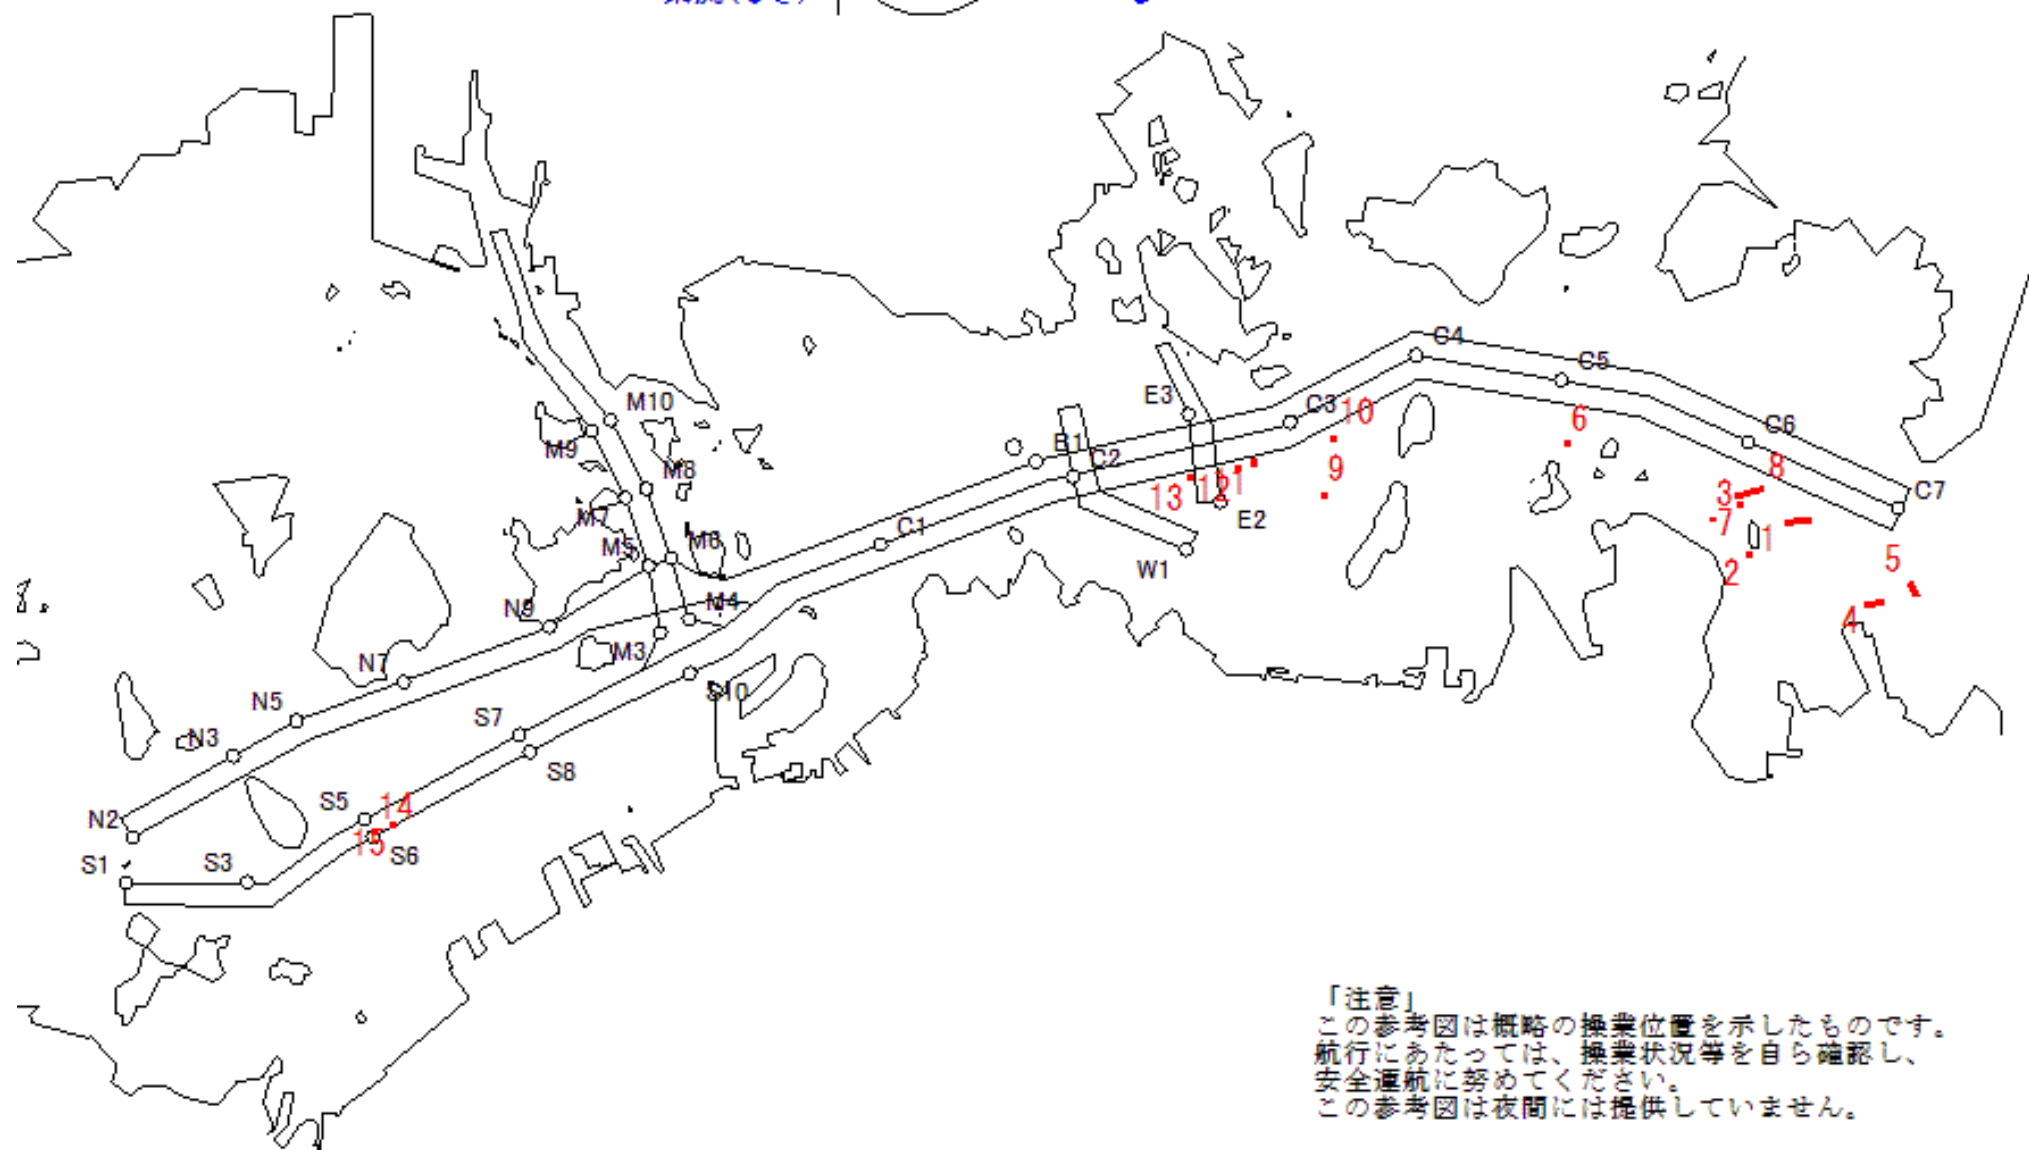 C4
C5
E3
M10
C3
10
6
C6
M9
B1
C2
M8
9
8
13
12
11
3
C7
M7
E2
7
M5
M6
C1
1
W1
2
5
N9
M4
4
M3
N7
S10
N5
S7
N3
S8
S5
14
N2
15
S6
S1
S3
「注意」
この参考図は概略の操業位置を示したものです。
航行にあたっては、操業状況等を自ら確認し、
安全運航に努めてください。
この参考図は夜間には提供していません。